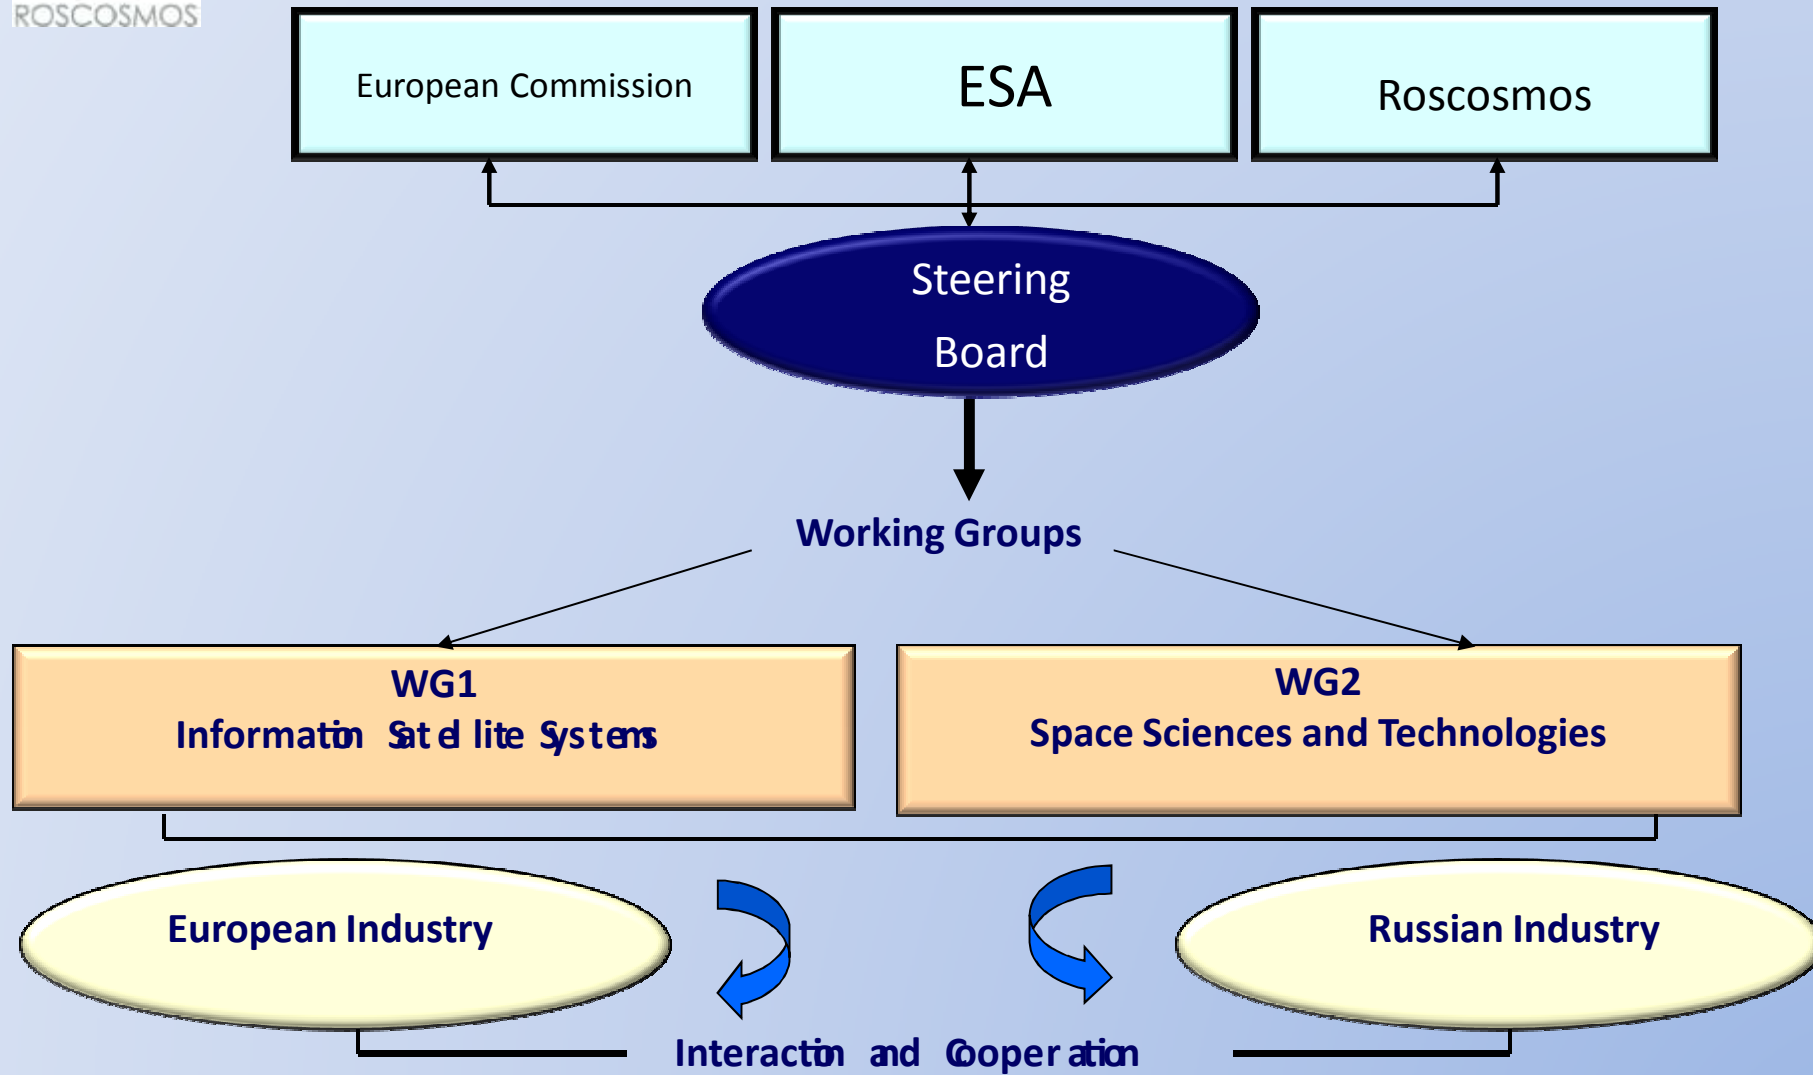 ROSCOSMOS
European Commission
ESA
Roscosmos
Steering
Board
Working Groups
WG1
Information Satellite Systems
WG2
Space Sciences and Technologies
European Industry
Russian Industry
Interaction and Cooperation